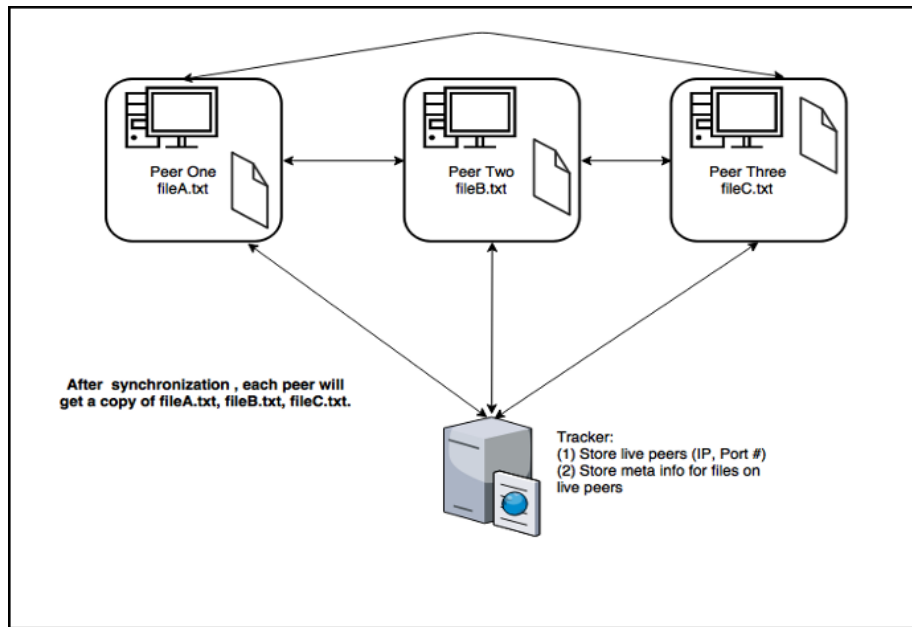 Peer One
fileA.txt
Peer Two
fileB.txt
Peer Three
fileC.txt
After synchronization , each peer will
get a copy of fileA.txt, fileB.txt, fileC.txt.
Tracker:
(1) Store live peers (IP, Port #)
(2) Store meta info for files on
live peers